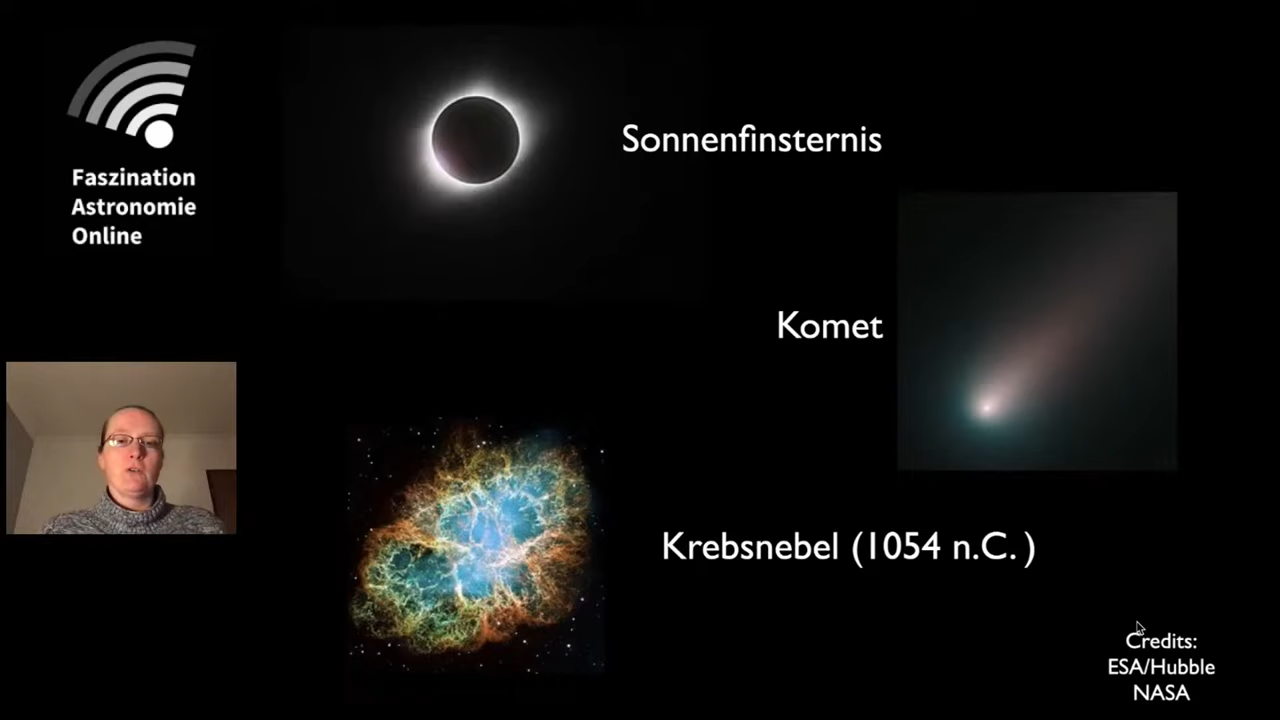 Faszination
Astronomie
Online
Sonnenfinsternis
Komet
Krebsnebel (1054 n.C. )
Credits:
ESA/Hubble
NASA